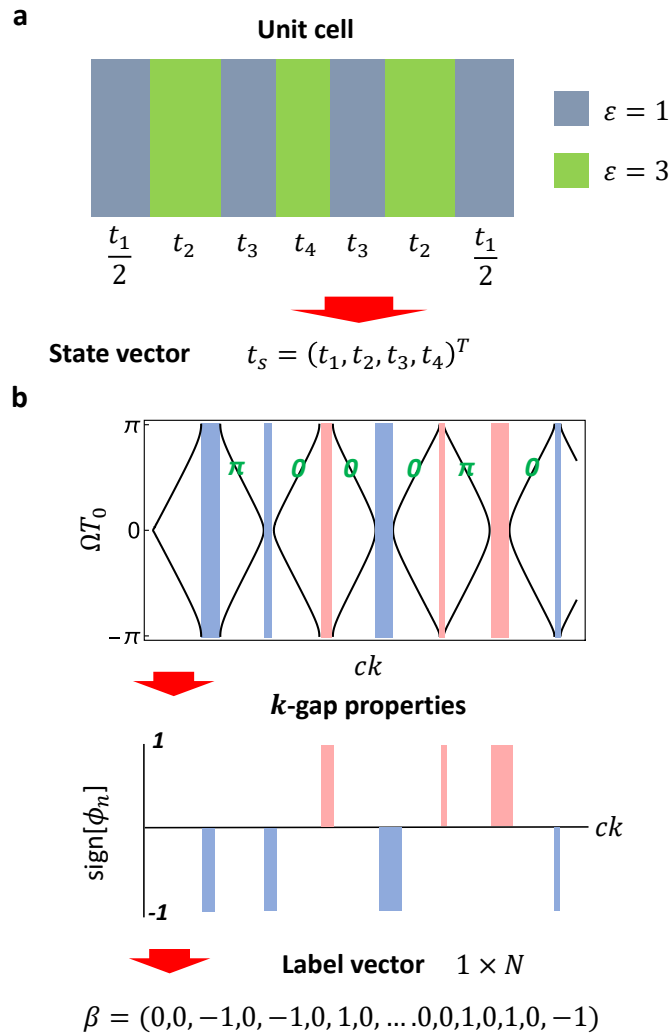 a
Unit cell
ε = 1
ε = 3
t₁/2 t₂ t₃ t₄ t₃ t₂ t₁/2
State vector tₛ = (t₁, t₂, t₃, t₄)ᵀ
b
π
ΩT₀
0
-π
π 0 0 0 π 0
ck
k-gap properties
1
sign[ϕₙ]
ck
-1
Label vector 1 × N
β = (0,0, −1,0, −1,0, 1,0, … .0,0,1,0,1,0, −1)